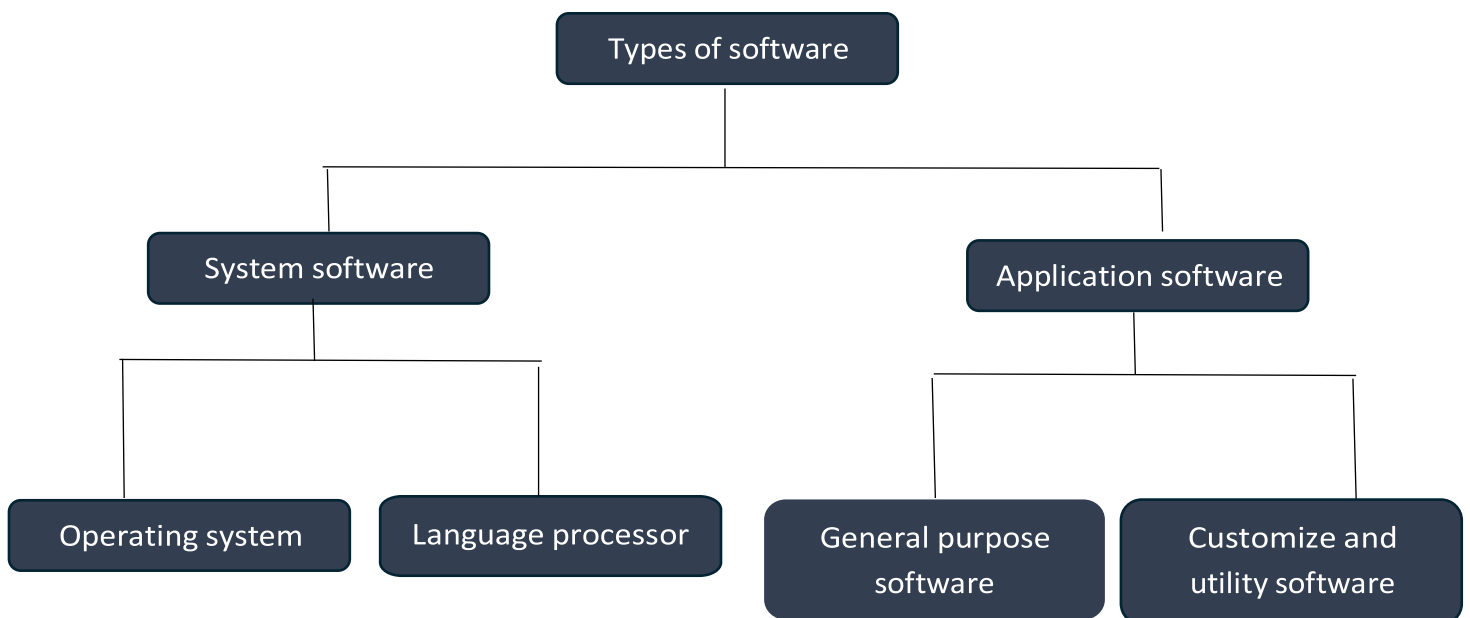 Types of software
System software
Application software
Operating system
Language processor
General purpose
software
Customize and
utility software